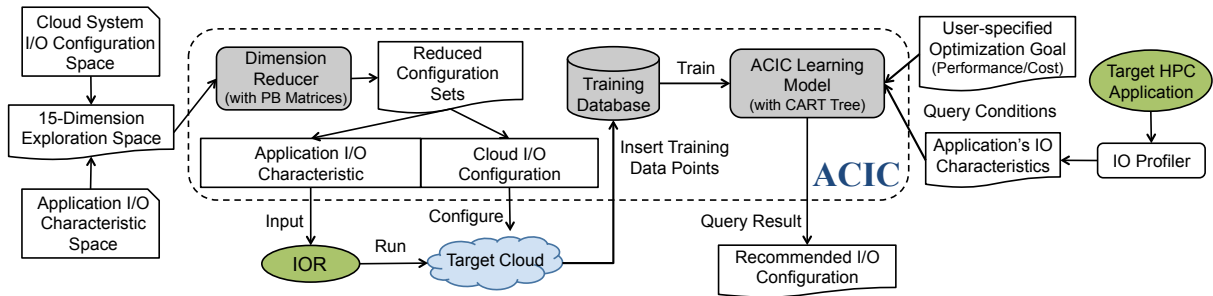 Cloud System
I/O Configuration
Space
15-Dimension
Exploration Space
Application I/O
Characteristic
Space
Dimension
Reducer
(with PB Matrices)
Reduced
Configuration
Sets
Application I/O
Characteristic
Cloud I/O
Configuration
Input
Configure
IOR
Run
Target Cloud
Training
Database
Insert Training
Data Points
Train
ACIC Learning
Model
(with CART Tree)
ACIC
Query Result
Recommended I/O
Configuration
User-specified
Optimization Goal
(Performance/Cost)
Query Conditions
Application's IO
Characteristics
Target HPC
Application
IO Profiler